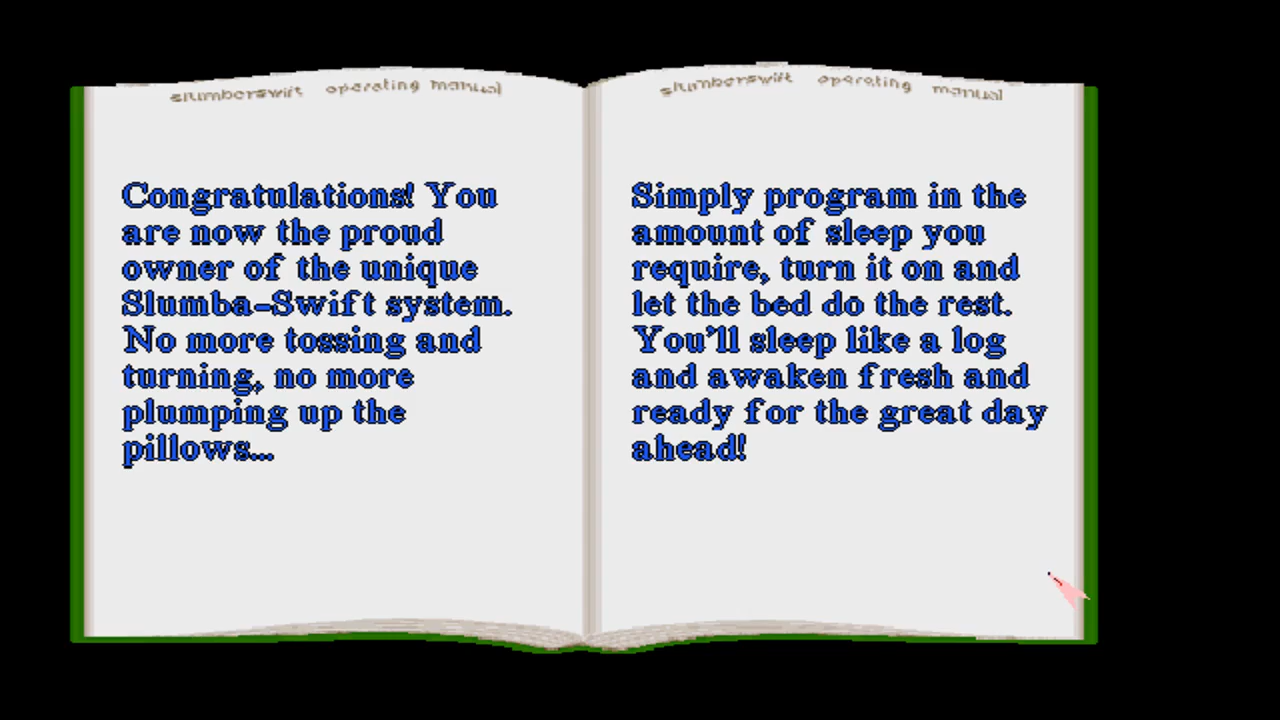 slumberswift operating manual
Congratulations! You
are now the proud
owner of the unique
Slumba-Swift system.
No more tossing and
turning, no more
plumping up the
pillows...
slumberswift operating manual
Simply program in the
amount of sleep you
require, turn it on and
let the bed do the rest.
You'll sleep like a log
and awaken fresh and
ready for the great day
ahead!